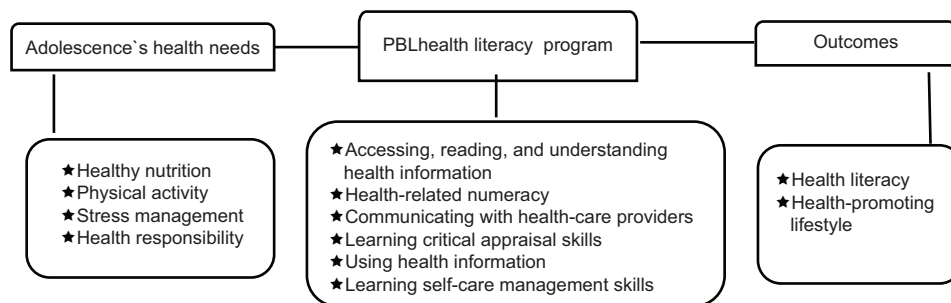 Adolescence`s health needs
PBLhealth literacy program
Outcomes
★Healthy nutrition
★Physical activity
★Stress management
★Health responsibility
★Accessing, reading, and understanding
health information
★Health-related numeracy
★Communicating with health-care providers
★Learning critical appraisal skills
★Using health information
★Learning self-care management skills
★Health literacy
★Health-promoting
lifestyle